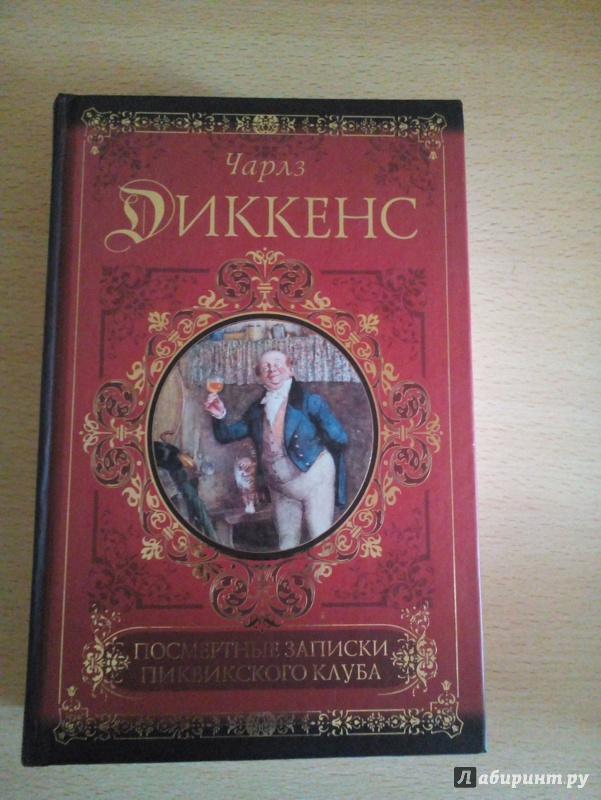 Чарлз
ДИККЕНС
ПОСМЕРТНЫЕ ЗАПИСКИ
ПИКВИКСКОГО КЛУБА
Лабиринт.ру